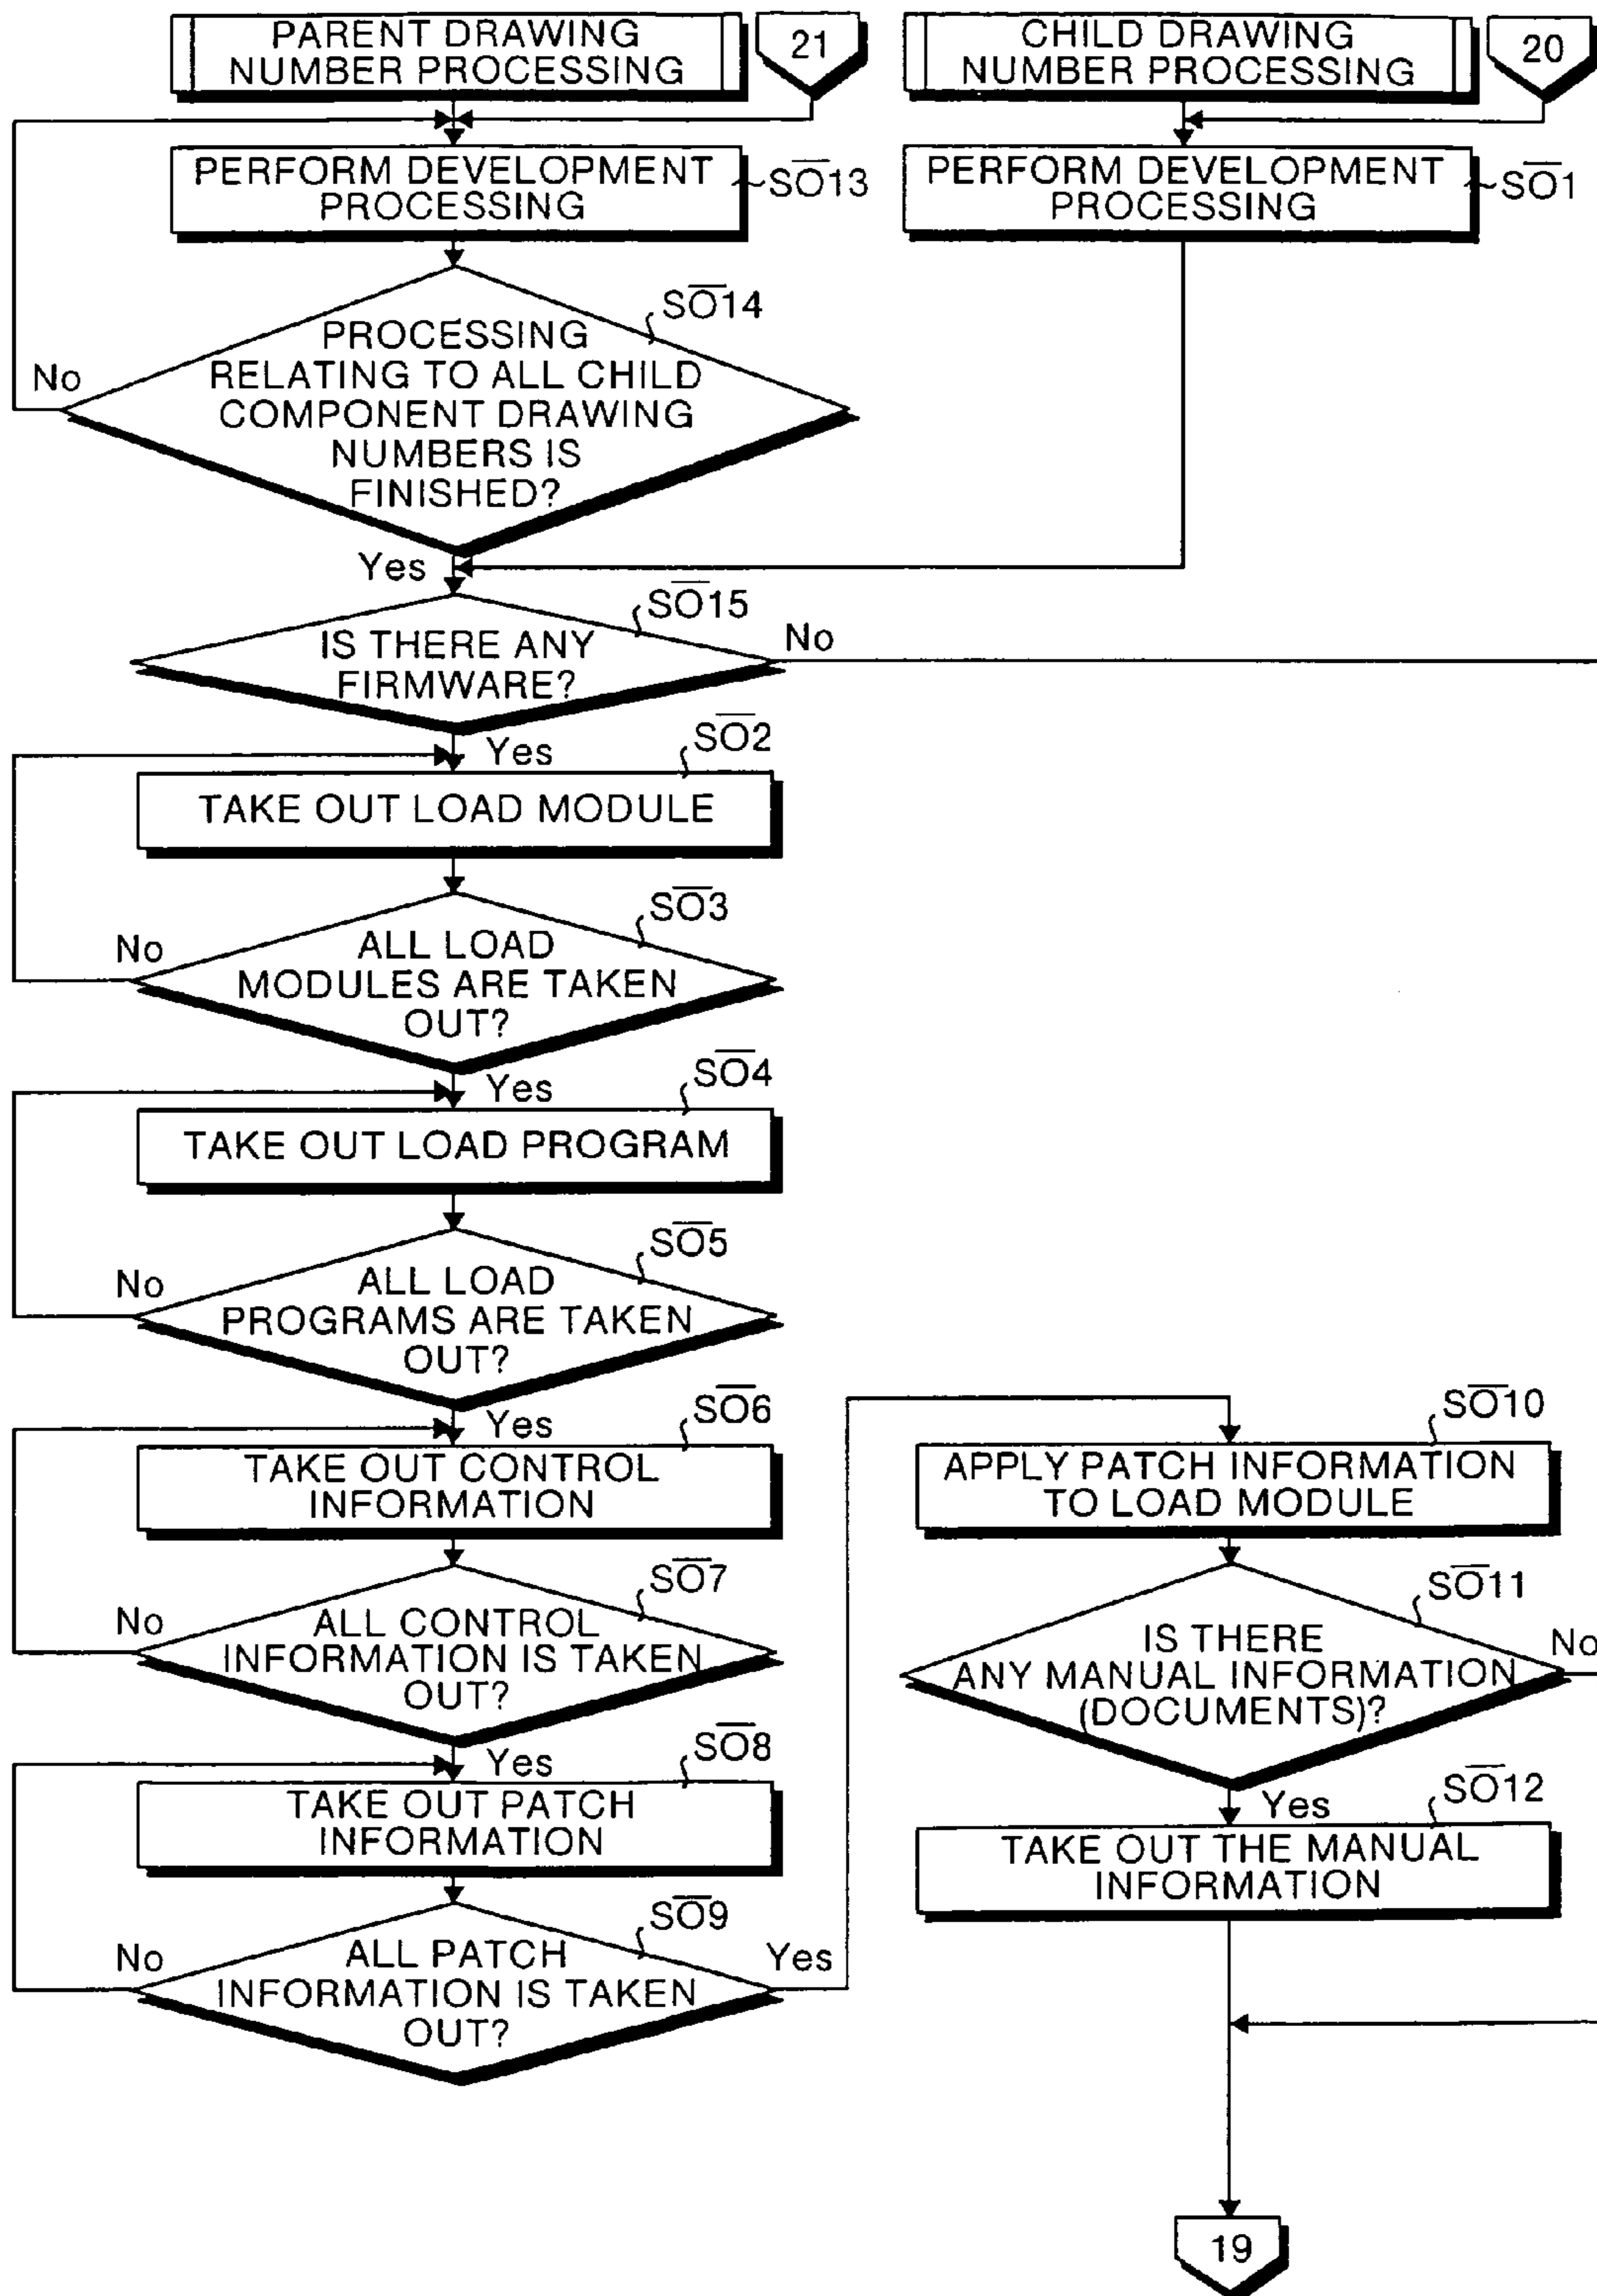 PARENT DRAWING
NUMBER PROCESSING
21
CHILD DRAWING
NUMBER PROCESSING
20
PERFORM DEVELOPMENT
PROCESSING
SO13
PERFORM DEVELOPMENT
PROCESSING
SO1
SO14
PROCESSING
RELATING TO ALL CHILD
COMPONENT DRAWING
NUMBERS IS
FINISHED?
No
Yes
SO15
IS THERE ANY
FIRMWARE?
No
Yes
SO2
TAKE OUT LOAD MODULE
SO3
ALL LOAD
MODULES ARE TAKEN
OUT?
No
Yes
SO4
TAKE OUT LOAD PROGRAM
SO5
ALL LOAD
PROGRAMS ARE TAKEN
OUT?
No
Yes
SO6
TAKE OUT CONTROL
INFORMATION
SO7
ALL CONTROL
INFORMATION IS TAKEN
OUT?
No
Yes
SO8
TAKE OUT PATCH
INFORMATION
SO9
ALL PATCH
INFORMATION IS TAKEN
OUT?
No
Yes
SO10
APPLY PATCH INFORMATION
TO LOAD MODULE
SO11
IS THERE
ANY MANUAL INFORMATION
(DOCUMENTS)?
No
Yes
SO12
TAKE OUT THE MANUAL
INFORMATION
19